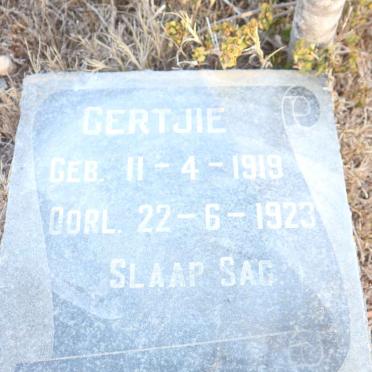 GERTJIE
GEB. 11-4-1919
OORL. 22-6-1923
SLAAP SAG.